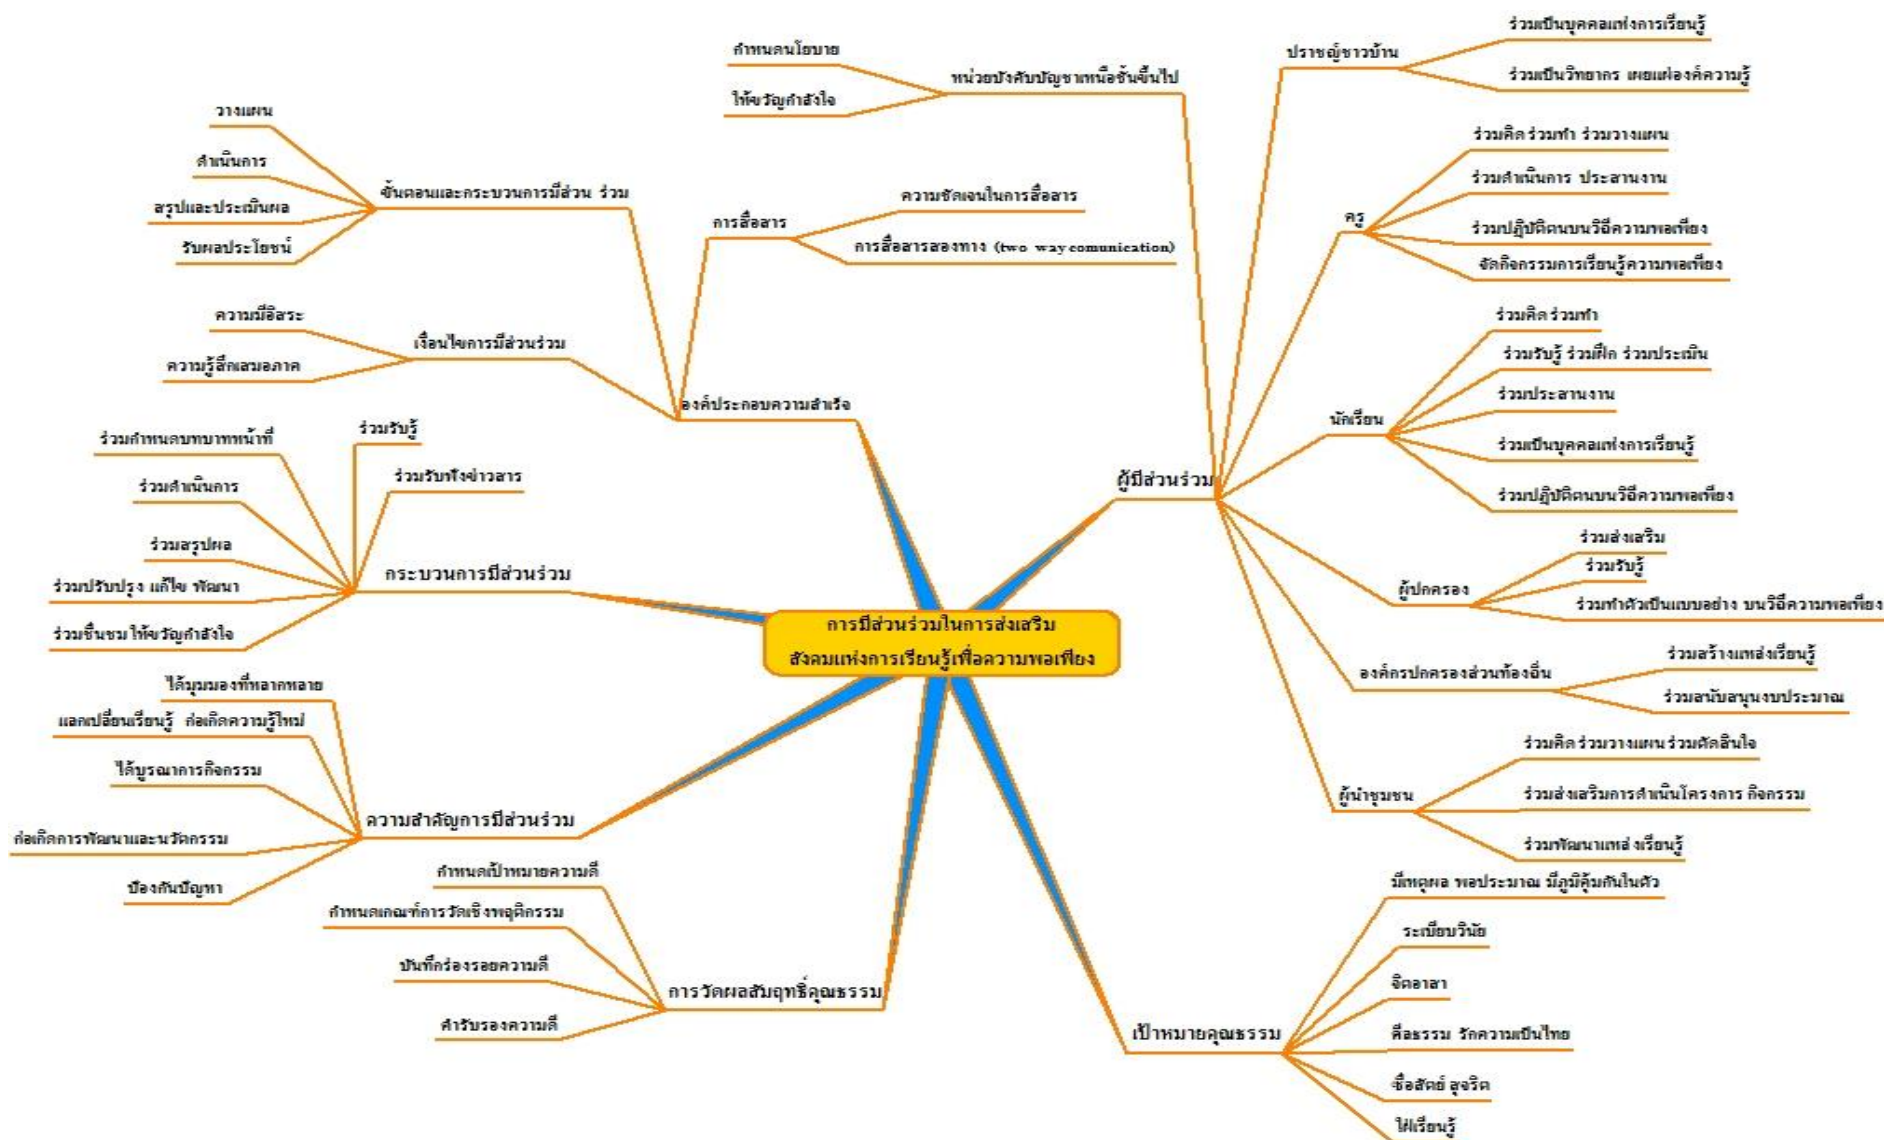 การมีส่วนร่วมในการส่งเสริม
สังคมแห่งการเรียนรู้เพื่อความพอเพียง
ผู้มีส่วนร่วม
ปราชญ์ชาวบ้าน
ร่วมเป็นบุคคลแห่งการเรียนรู้
ร่วมเป็นวิทยากร เผยแผ่องค์ความรู้
ครู
ร่วมคิด ร่วมทำ ร่วมวางแผน
ร่วมดำเนินการ ประสานงาน
ร่วมปฏิบัติตนบนวิถีความพอเพียง
จัดกิจกรรมการเรียนรู้ความพอเพียง
นักเรียน
ร่วมคิด ร่วมทำ
ร่วมรับรู้ ร่วมฝึก ร่วมประเมิน
ร่วมประสานงาน
ร่วมเป็นบุคคลแห่งการเรียนรู้
ร่วมปฏิบัติตนบนวิถีความพอเพียง
ผู้ปกครอง
ร่วมส่งเสริม
ร่วมรับรู้
ร่วมทำตัวเป็นแบบอย่าง บนวิถีความพอเพียง
องค์กรปกครองส่วนท้องถิ่น
ร่วมสร้างแหล่งเรียนรู้
ร่วมสนับสนุนงบประมาณ
ผู้นำชุมชน
ร่วมคิด ร่วมวางแผน ร่วมตัดสินใจ
ร่วมส่งเสริมการดำเนินโครงการ กิจกรรม
ร่วมพัฒนาแหล่งเรียนรู้
หน่วยบังคับบัญชาเหนือชั้นขึ้นไป
กำหนดนโยบาย
ให้ขวัญกำลังใจ
เป้าหมายคุณธรรม
มีเหตุผล พอประมาณ มีภูมิคุ้มกันในตัว
ระเบียบวินัย
จิตอาสา
ศีลธรรม รักความเป็นไทย
ซื่อสัตย์ สุจริต
ใฝ่เรียนรู้
องค์ประกอบความสำเร็จ
การสื่อสาร
ความชัดเจนในการสื่อสาร
การสื่อสารสองทาง (two way comunication)
ขั้นตอนและกระบวนการมีส่วน ร่วม
วางแผน
ดำเนินการ
สรุปและประเมินผล
รับผลประโยชน์
เงื่อนไขการมีส่วนร่วม
ความมีอิสระ
ความรู้สึกเสมอภาค
กระบวนการมีส่วนร่วม
ร่วมรับรู้
ร่วมรับฟังข่าวสาร
ร่วมกำหนดบทบาทหน้าที่
ร่วมดำเนินการ
ร่วมสรุปผล
ร่วมปรับปรุง แก้ไข พัฒนา
ร่วมชื่นชม ให้ขวัญกำลังใจ
ความสำคัญการมีส่วนร่วม
ได้มุมมองที่หลากหลาย
แลกเปลี่ยนเรียนรู้ ก่อเกิดความรู้ใหม่
ได้บูรณาการกิจกรรม
ก่อเกิดการพัฒนาและนวัตกรรม
ป้องกันปัญหา
การวัดผลสัมฤทธิ์คุณธรรม
กำหนดเป้าหมายความดี
กำหนดเกณฑ์การวัดเชิงพฤติกรรม
บันทึกร่องรอยความดี
คำรับรองความดี